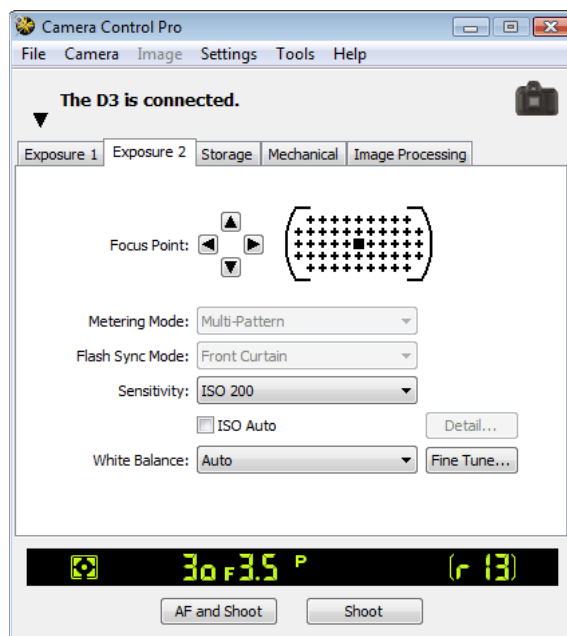 Camera Control Pro
File Camera Image Settings Tools Help
The D3 is connected.
Exposure 1 Exposure 2 Storage Mechanical Image Processing
Focus Point:
Metering Mode: Multi-Pattern
Flash Sync Mode: Front Curtain
Sensitivity: ISO 200
ISO Auto Detail...
White Balance: Auto Fine Tune...
30 F3.5 P (r 13)
AF and Shoot Shoot